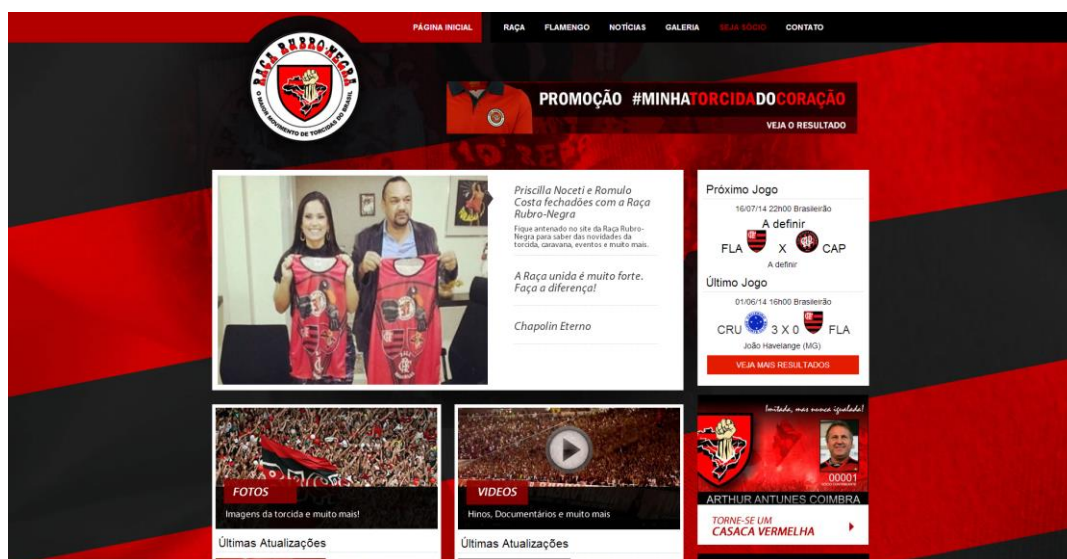 PÁGINA INICIAL
RAÇA
FLAMENGO
NOTÍCIAS
GALERIA
SEJA SÓCIO
CONTATO
RAÇA RUBRO-NEGRA
O MAIOR MOVIMENTO DE TORCIDAS DO BRASIL
PROMOÇÃO #MINHATORCIDADOCORAÇÃO
VEJA O RESULTADO
Priscilla Noceti e Romulo
Costa fechadões com a Raça
Rubro-Negra
Fique antenado no site da Raça Rubro-
Negra para saber das novidades da
torcida, caravana, eventos e muito mais.
A Raça unida é muito forte.
Faça a diferença!
Chapolin Eterno
Próximo Jogo
16/07/14 22h00 Brasileirão
A definir
FLA X CAP
A definir
Último Jogo
01/06/14 16h00 Brasileirão
CRU 3 X 0 FLA
João Havelange (MG)
VEJA MAIS RESULTADOS
FOTOS
Imagens da torcida e muito mais!
Últimas Atualizações
VIDEOS
Hinos, Documentários e muito mais
Últimas Atualizações
Imitada, mas nunca igualada!
00001
ARTHUR ANTUNES COIMBRA
TORNE-SE UM
CASACA VERMELHA